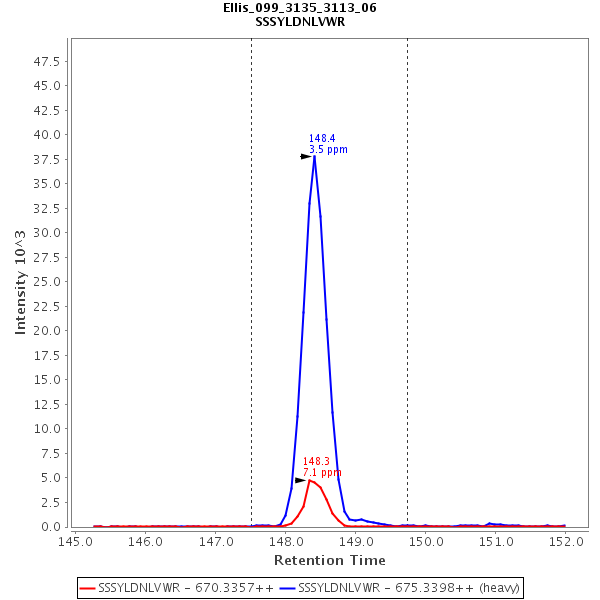 Ellis_099_3135_3113_06
SSSYLDNLVWR
Intensity 10^3
47.5
45.0
42.5
40.0
37.5
35.0
32.5
30.0
27.5
25.0
22.5
20.0
17.5
15.0
12.5
10.0
7.5
5.0
2.5
0.0
148.4
3.5 ppm
148.3
7.1 ppm
145.0 146.0 147.0 148.0 149.0 150.0 151.0 152.0
Retention Time
SSSYLDNLVWR - 670.3357++ SSSYLDNLVWR - 675.3398++ (heavy)